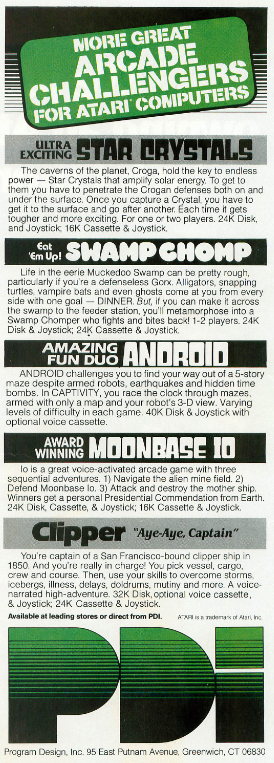 MORE GREAT
ARCADE
CHALLENGERS
FOR ATARI COMPUTERS
ULTRA
EXCITING STAR CRYSTALS
The caverns of the planet, Croga, hold the key to endless
power — Star Crystals that amplify solar energy. To get to
them you have to penetrate the Crogan defenses both on and
under the surface. Once you capture a Crystal, you have to
get it to the surface and go after another. Each time it gets
tougher and more exciting. For one or two players. 24K Disk,
and Joystick; 16K Cassette & Joystick.
Eat
'Em Up! SWAMP CHOMP
Life in the eerie Muckedoo Swamp can be pretty rough,
particularly if you're a defenseless Gorx. Alligators, snapping
turtles, vampire bats and even ghosts come at you from every
side with one goal — DINNER. But, if you can make it across
the swamp to the feeder station, you'll metamorphose into a
Swamp Chomper who fights and bites back! 1-2 players. 24K
Disk & Joystick; 24K Cassette & Joystick.
AMAZING
FUN DUO ANDROID
ANDROID challenges you to find your way out of a 5-story
maze despite armed robots, earthquakes and hidden time
bombs. In CAPTIVITY, you race the clock through mazes,
armed with only a map and your robot's 3-D view. Varying
levels of difficulty in each game. 40K Disk & Joystick with
optional voice cassette.
AWARD
WINNING MOONBASE IO
Io is a great voice-activated arcade game with three
sequential adventures. 1) Navigate the alien mine field. 2)
Defend Moonbase Io. 3) Attack and destroy the mother ship.
Winners get a personal Presidential Commendation from Earth.
24K Disk, Cassette, & Joystick; 16K Cassette & Joystick.
Clipper "Aye-Aye, Captain"
You're captain of a San Francisco-bound clipper ship in
1850. And you're really in charge! You pick vessel, cargo,
crew and course. Then, use your skills to overcome storms,
icebergs, illness, delays, doldrums, mutiny and more. A voice-
narrated high-adventure. 32K Disk, optional voice cassette,
& Joystick; 24K Cassette & Joystick.
Available at leading stores or direct from PDI. ATARI is a trademark of Atari, Inc.
PDI
Program Design, Inc. 95 East Putnam Avenue, Greenwich, CT 06830